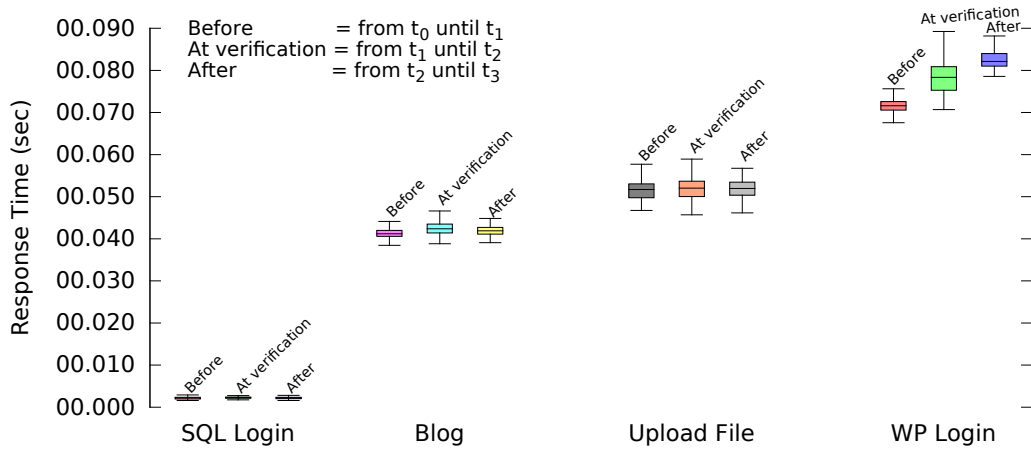 Before = from t0 until t1
At verification = from t1 until t2
After = from t2 until t3
Response Time (sec)
00.090
00.080
00.070
00.060
00.050
00.040
00.030
00.020
00.010
00.000
Before
At verification
After
Before
At verification
After
Before
At verification
After
Before
At verification
After
SQL Login
Blog
Upload File
WP Login